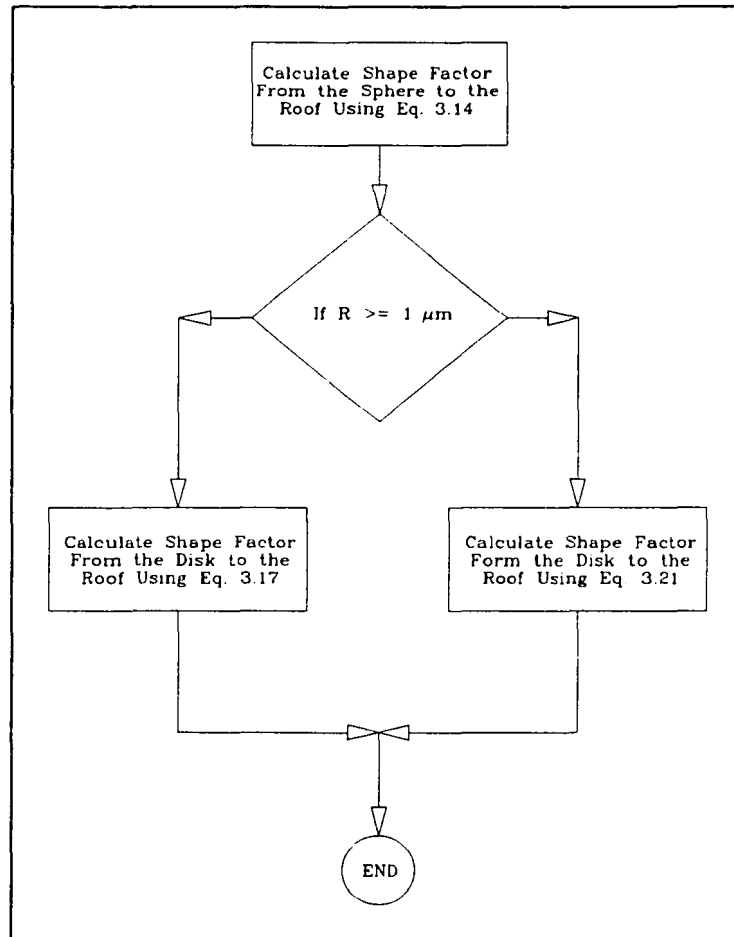 Calculate Shape Factor
From the Sphere to the
Roof Using Eq. 3.14
If R >= 1 μm
Calculate Shape Factor
From the Disk to the
Roof Using Eq. 3.17
Calculate Shape Factor
Form the Disk to the
Roof Using Eq 3.21
END